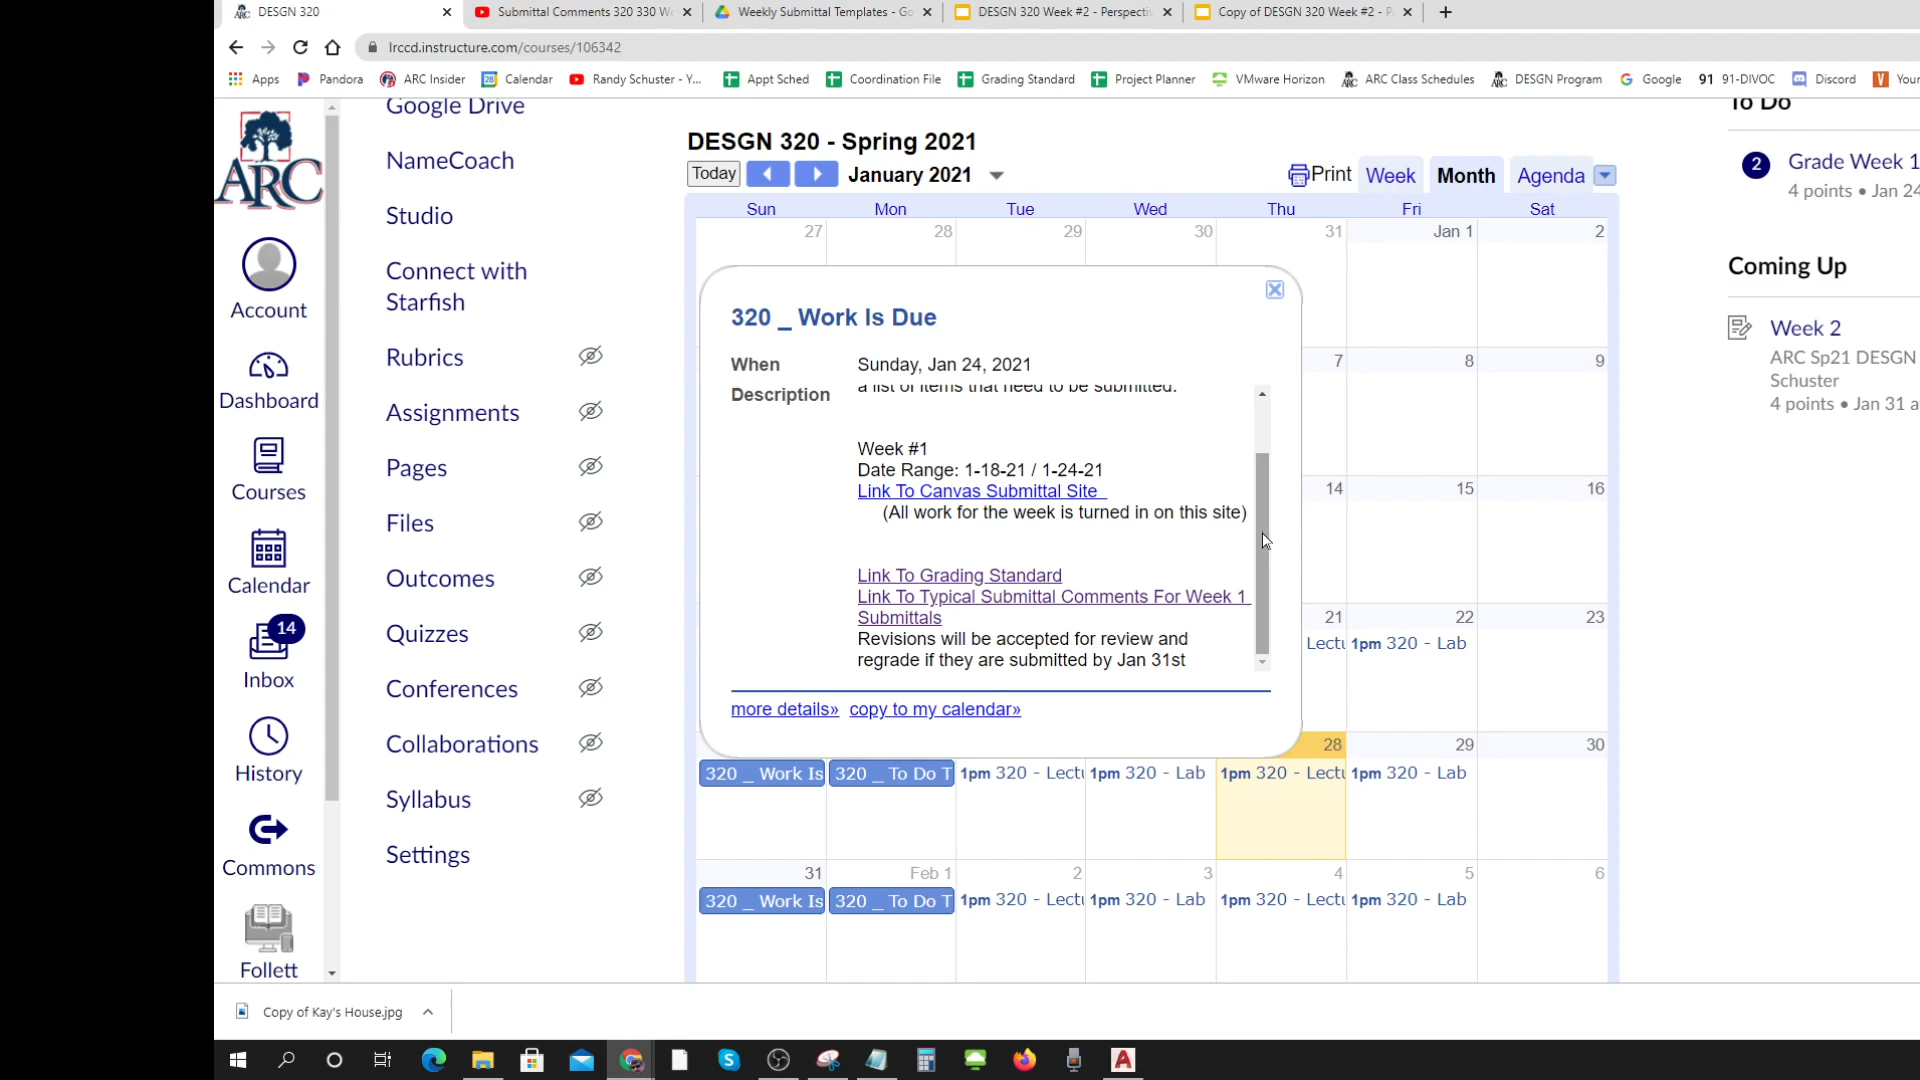 DESGN 320
Submittal Comments 320 330 W
Weekly Submittal Templates - Go
DESGN 320 Week #2 - Perspectiv
Copy of DESGN 320 Week #2 - P
lrccd.instructure.com/courses/106342
Apps
Pandora
ARC Insider
Calendar
Randy Schuster - Y...
Appt Sched
Coordination File
Grading Standard
Project Planner
VMware Horizon
ARC Class Schedules
DESGN Program
Google
91 91-DIVOC
Discord
Your
ARC
Account
Dashboard
Courses
Calendar
14
Inbox
History
Commons
Follett
Google Drive
NameCoach
Studio
Connect with
Starfish
Rubrics
Assignments
Pages
Files
Outcomes
Quizzes
Conferences
Collaborations
Syllabus
Settings
DESGN 320 - Spring 2021
Today
January 2021
Print
Week
Month
Agenda
Sun Mon Tue Wed Thu Fri Sat
27 28 29 30 31 Jan 1 2
7 8 9
14 15 16
21 22 23
Lectu 1pm 320 - Lab
28 29 30
320 _ Work Is 320 _ To Do T 1pm 320 - Lectu 1pm 320 - Lab 1pm 320 - Lectu 1pm 320 - Lab
31 Feb 1 2 3 4 5 6
320 _ Work Is 320 _ To Do T 1pm 320 - Lectu 1pm 320 - Lab 1pm 320 - Lectu 1pm 320 - Lab
320 _ Work Is Due
When Sunday, Jan 24, 2021
Description a list of items that need to be submitted.
Week #1
Date Range: 1-18-21 / 1-24-21
Link To Canvas Submittal Site
(All work for the week is turned in on this site)
Link To Grading Standard
Link To Typical Submittal Comments For Week 1
Submittals
Revisions will be accepted for review and
regrade if they are submitted by Jan 31st
more details» copy to my calendar»
To Do
2 Grade Week 1
4 points • Jan 24
Coming Up
Week 2
ARC Sp21 DESGN
Schuster
4 points • Jan 31 a
Copy of Kay's House.jpg